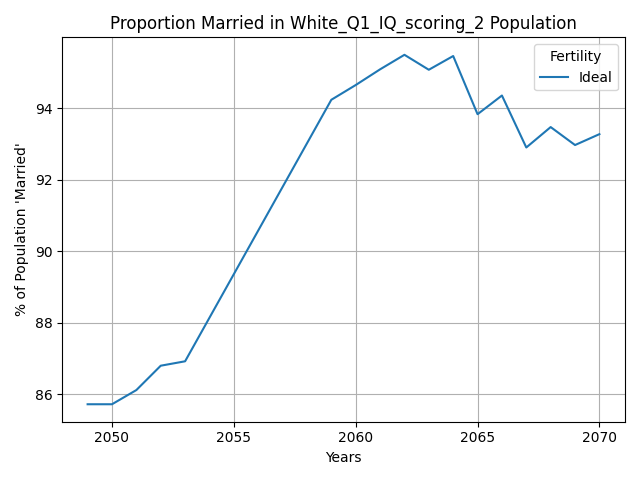 Proportion Married in White_Q1_IQ_scoring_2 Population
Fertility
Ideal
% of Population 'Married'
94
92
90
88
86
2050
2055
2060
2065
2070
Years